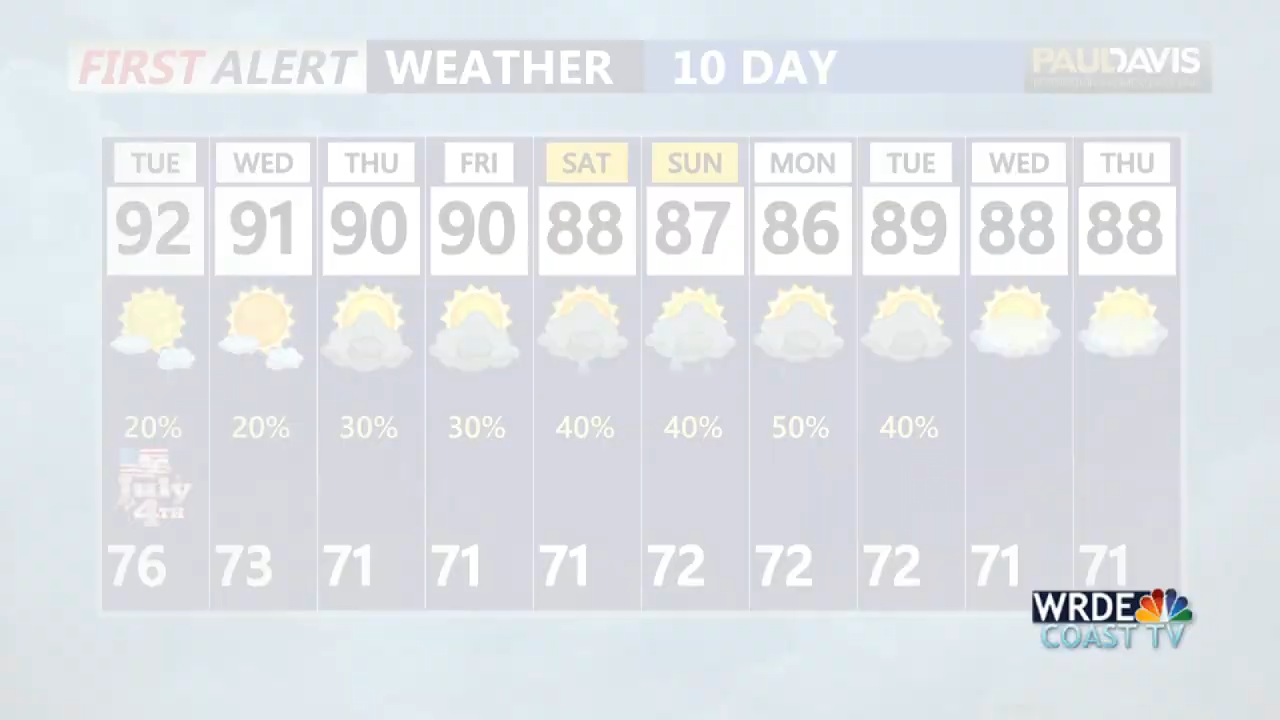 FIRST ALERT WEATHER 10 DAY PAUL DAVIS
TUE WED THU FRI SAT SUN MON TUE WED THU
92 91 90 90 88 87 86 89 88 88
20% 20% 30% 30% 40% 40% 50% 40%
July
4TH
76 73 71 71 71 72 72 72 71 71
WRDE
COAST TV